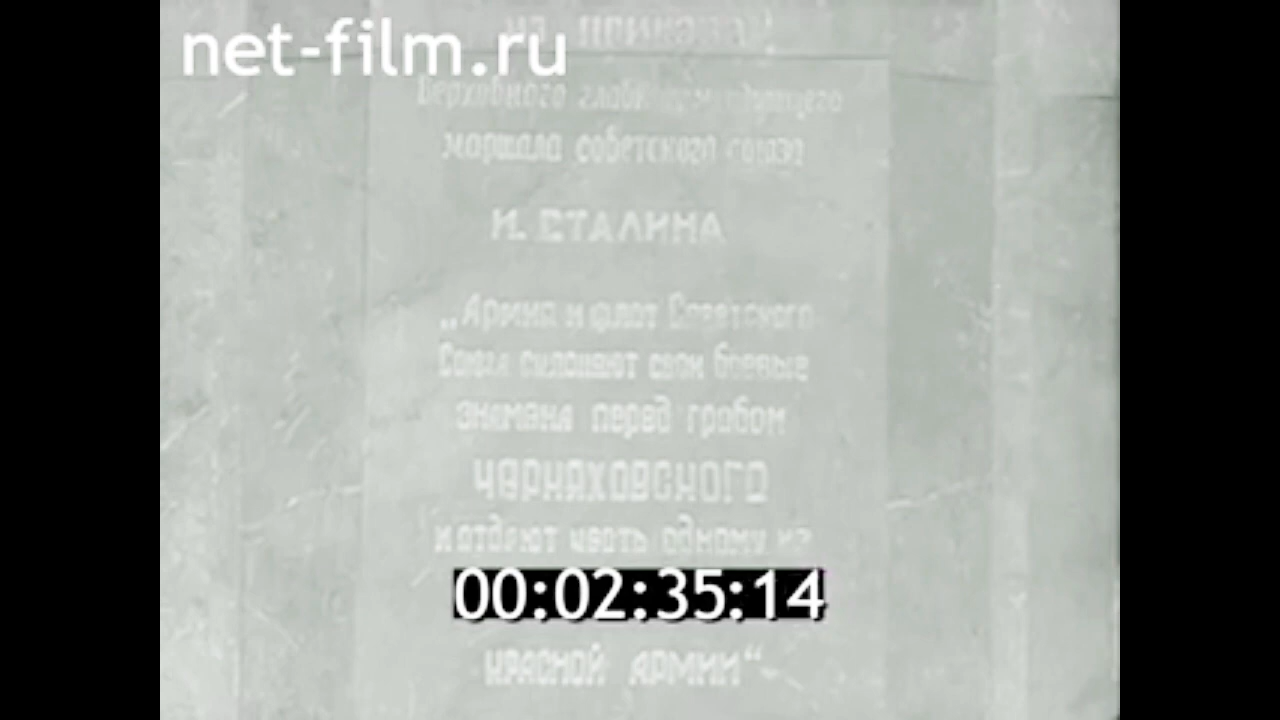 net-film.ru
из приказа
Верховного главнокомандующего
маршала советского союза
И. СТАЛИНА
„Армия и флот Советского
Союза склоняют свои боевые
знамена перед гробом
ЧЕРНЯХОВСКОГО
и отдают честь одному из
00:02:35:14
КРАСНОЙ АРМИИ“